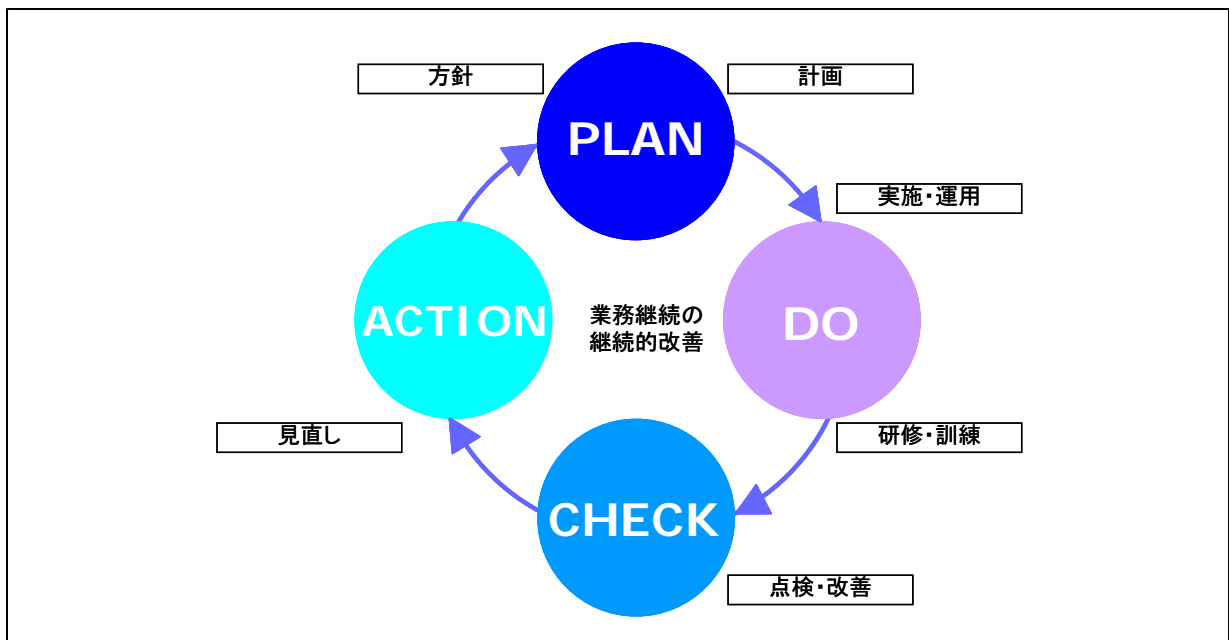 方針
計画
PLAN
実施・運用
ACTION
業務継続の
継続的改善
DO
見直し
研修・訓練
CHECK
点検・改善